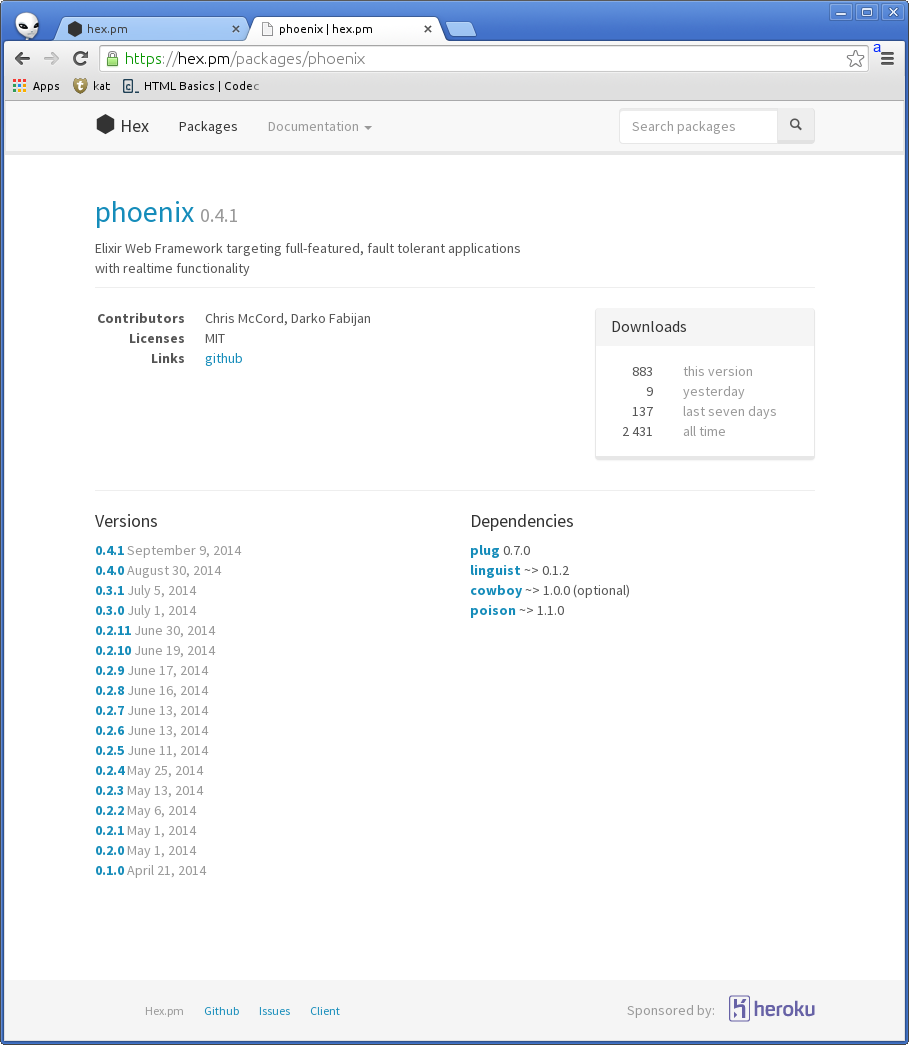 hex.pm
phoenix | hex.pm
https://hex.pm/packages/phoenix
a
Apps kat HTML Basics | Codec
Hex Packages Documentation Search packages
phoenix 0.4.1
Elixir Web Framework targeting full-featured, fault tolerant applications
with realtime functionality
Contributors Chris McCord, Darko Fabijan
Licenses MIT
Links github
Downloads
883 this version
9 yesterday
137 last seven days
2 431 all time
Versions
0.4.1 September 9, 2014
0.4.0 August 30, 2014
0.3.1 July 5, 2014
0.3.0 July 1, 2014
0.2.11 June 30, 2014
0.2.10 June 19, 2014
0.2.9 June 17, 2014
0.2.8 June 16, 2014
0.2.7 June 13, 2014
0.2.6 June 13, 2014
0.2.5 June 11, 2014
0.2.4 May 25, 2014
0.2.3 May 13, 2014
0.2.2 May 6, 2014
0.2.1 May 1, 2014
0.2.0 May 1, 2014
0.1.0 April 21, 2014
Dependencies
plug 0.7.0
linguist ~> 0.1.2
cowboy ~> 1.0.0 (optional)
poison ~> 1.1.0
Hex.pm Github Issues Client
Sponsored by: heroku